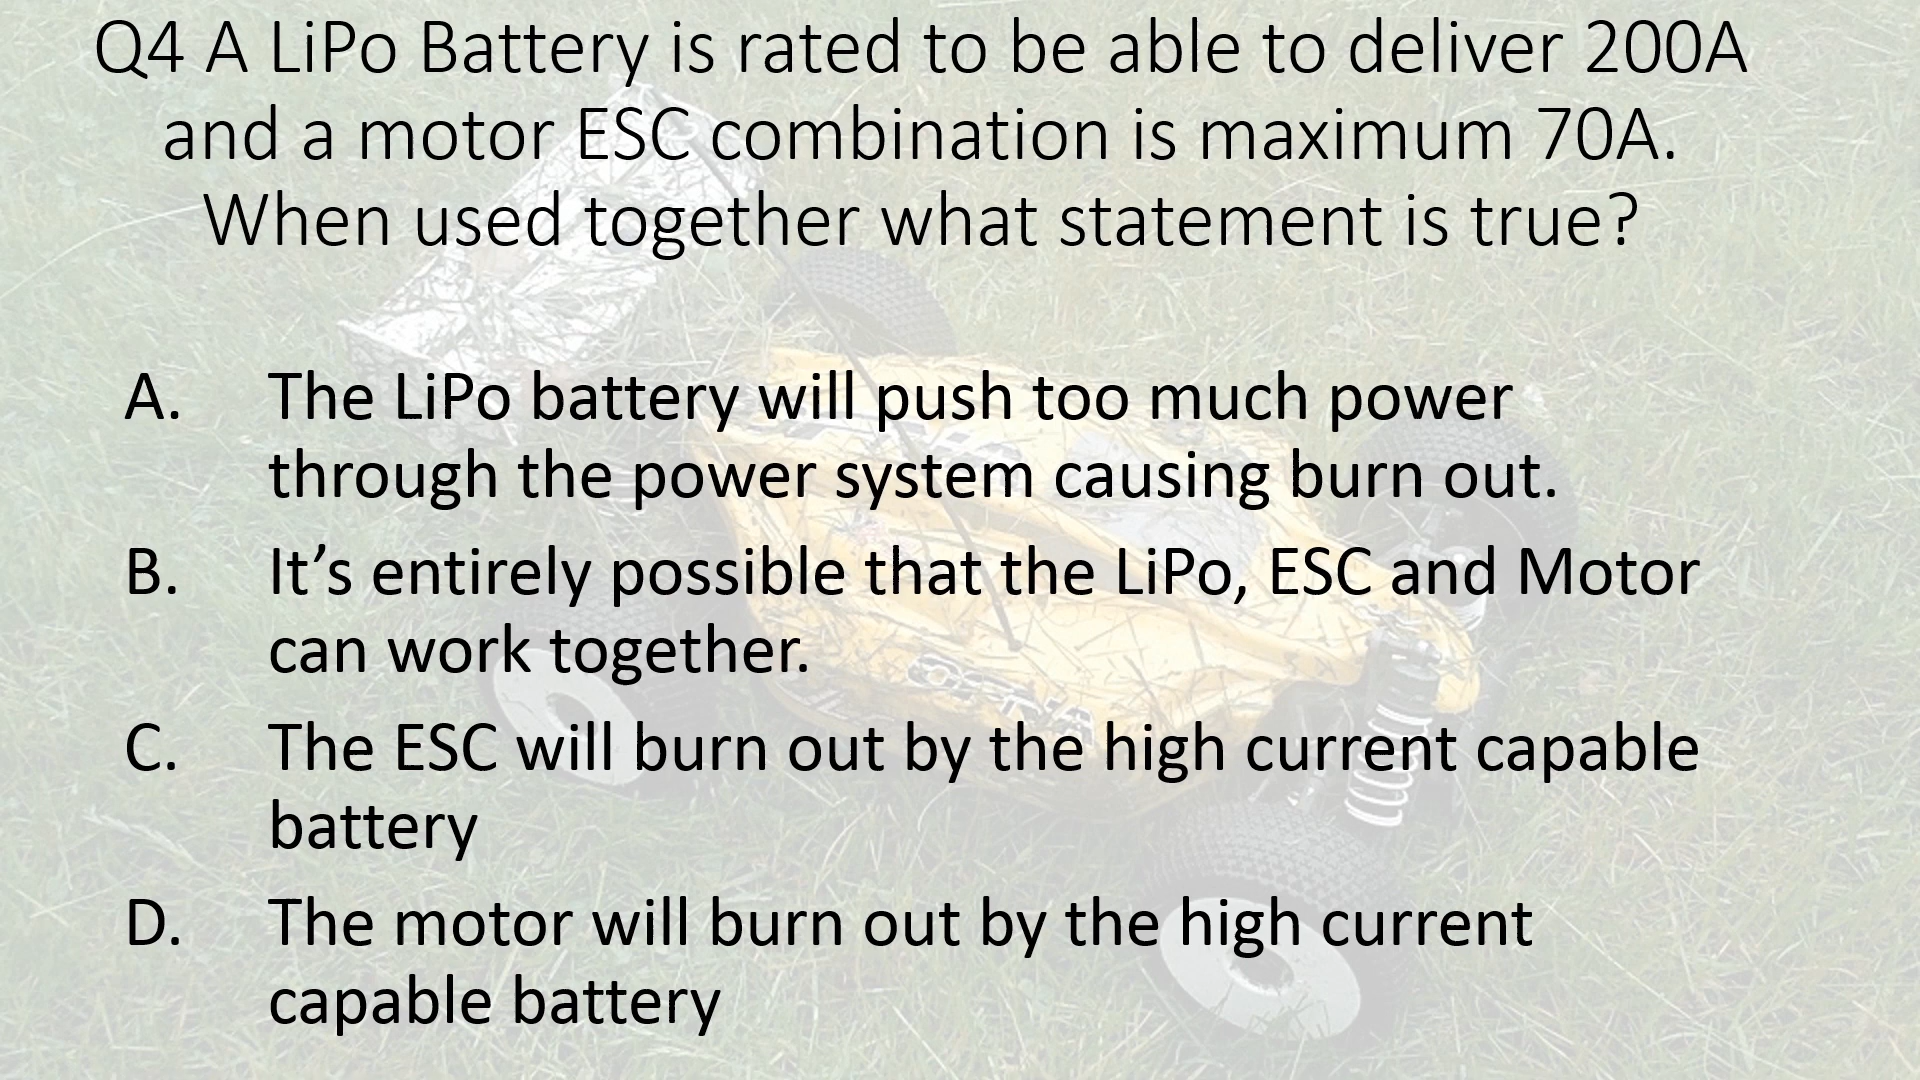 Q4 A LiPo Battery is rated to be able to deliver 200A
and a motor ESC combination is maximum 70A.
When used together what statement is true?
A. The LiPo battery will push too much power
through the power system causing burn out.
B. It’s entirely possible that the LiPo, ESC and Motor
can work together.
C. The ESC will burn out by the high current capable
battery
D. The motor will burn out by the high current
capable battery